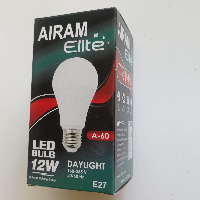 AIRAM
Elite
A-60
LED
BULB
12W
DAYLIGHT
E27